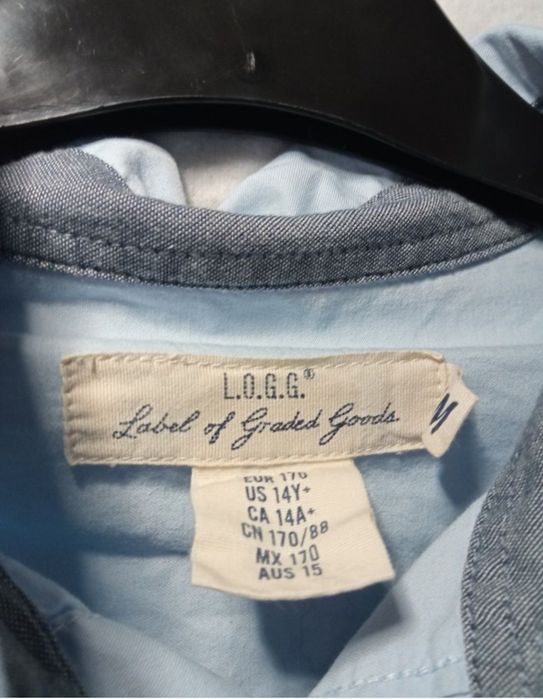 L.O.G.G.®
Label of Graded Goods
M
EUR 170
US 14Y+
CA 14A+
CN 170/88
MX 170
AUS 15